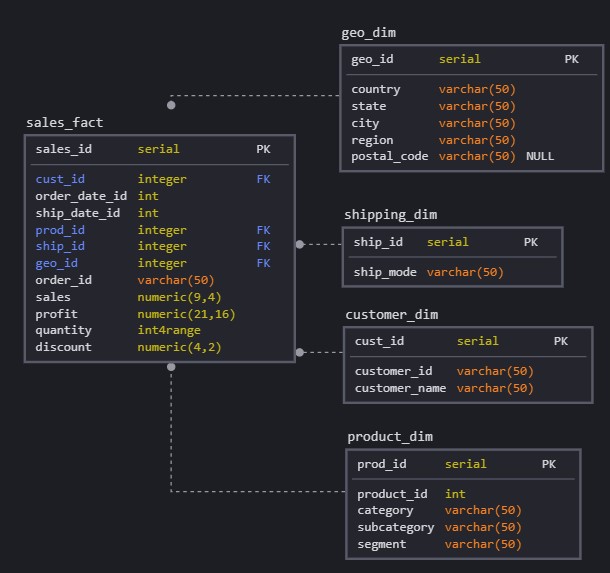 geo_dim
geo_id serial PK
country varchar(50)
state varchar(50)
city varchar(50)
region varchar(50)
postal_code varchar(50) NULL
sales_fact
sales_id serial PK
cust_id integer FK
order_date_id int
ship_date_id int
prod_id integer FK
ship_id integer FK
geo_id integer FK
order_id varchar(50)
sales numeric(9,4)
profit numeric(21,16)
quantity int4range
discount numeric(4,2)
shipping_dim
ship_id serial PK
ship_mode varchar(50)
customer_dim
cust_id serial PK
customer_id varchar(50)
customer_name varchar(50)
product_dim
prod_id serial PK
product_id int
category varchar(50)
subcategory varchar(50)
segment varchar(50)